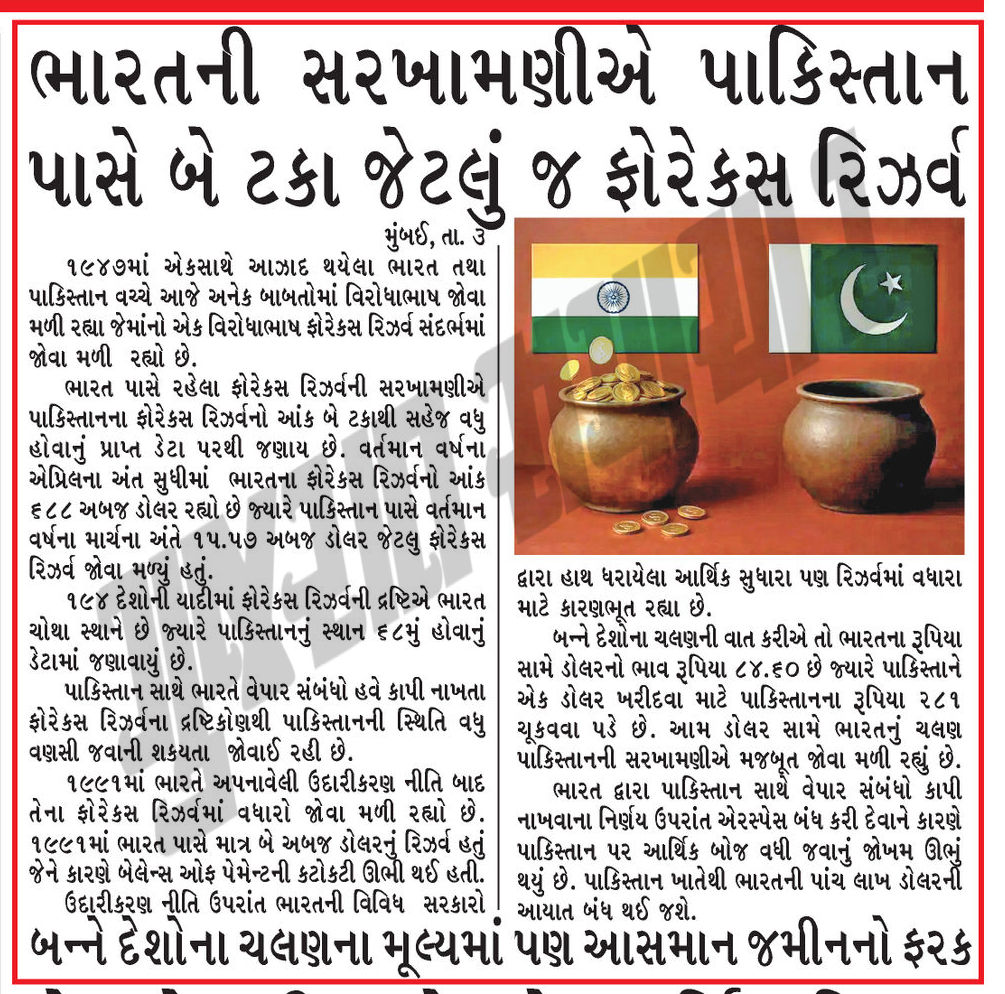 ભારતની સરખામણીએ પાકિસ્તાન
પાસે બે ટકા જેટલું જ ફોરેકસ રિઝર્વ
મુંબઈ, તા. ૩
૧૯૪૭માં એકસાથે આઝાદ થયેલા ભારત તથા
પાકિસ્તાન વચ્ચે આજે અનેક બાબતોમાં વિરોધાભાષ જોવા
મળી રહ્યા જેમાંનો એક વિરોધાભાષ ફોરેકસ રિઝર્વ સંદર્ભમાં
જોવા મળી રહ્યો છે.
ભારત પાસે રહેલા ફોરેકસ રિઝર્વની સરખામણીએ
પાકિસ્તાનના ફોરેકસ રિઝર્વનો આંક બે ટકાથી સહેજ વધુ
હોવાનું પ્રાપ્ત ડેટા પરથી જણાય છે. વર્તમાન વર્ષના
એપ્રિલના અંત સુધીમાં ભારતના ફોરેકસ રિઝર્વનો આંક
૬૮૮ અબજ ડોલર રહ્યો છે જ્યારે પાકિસ્તાન પાસે વર્તમાન
વર્ષના માર્ચના અંતે ૧૫.૫૭ અબજ ડોલર જેટલુ ફોરેકસ
રિઝર્વ જોવા મળ્યું હતું.
૧૯૪ દેશોની યાદીમાં ફોરેકસ રિઝર્વની દ્રષ્ટિએ ભારત
ચોથા સ્થાને છે જ્યારે પાકિસ્તાનનું સ્થાન ૬૮મું હોવાનું
ડેટામાં જણાવાયું છે.
પાકિસ્તાન સાથે ભારતે વેપાર સંબંધો હવે કાપી નાખતા
ફોરેકસ રિઝર્વના દ્રષ્ટિકોણથી પાકિસ્તાનની સ્થિતિ વધુ
વણસી જવાની શકયતા જોવાઈ રહી છે.
૧૯૯૧માં ભારતે અપનાવેલી ઉદારીકરણ નીતિ બાદ
તેના ફોરેકસ રિઝર્વમાં વધારો જોવા મળી રહ્યો છે.
૧૯૯૧માં ભારત પાસે માત્ર બે અબજ ડોલરનું રિઝર્વ હતું
જેને કારણે બેલેન્સ ઓફ પેમેન્ટની કટોકટી ઊભી થઈ હતી.
ઉદારીકરણ નીતિ ઉપરાંત ભારતની વિવિધ સરકારો
દ્વારા હાથ ધરાયેલા આર્થિક સુધારા પણ રિઝર્વમાં વધારા
માટે કારણભૂત રહ્યા છે.
બન્ને દેશોના ચલણની વાત કરીએ તો ભારતના રૂપિયા
સામે ડોલરનો ભાવ રૂપિયા ૮૪.૬૦ છે જ્યારે પાકિસ્તાને
એક ડોલર ખરીદવા માટે પાકિસ્તાનના રૂપિયા ૨૮૧
ચૂકવવા પડે છે. આમ ડોલર સામે ભારતનું ચલણ
પાકિસ્તાનની સરખામણીએ મજબૂત જોવા મળી રહ્યું છે.
ભારત દ્વારા પાકિસ્તાન સાથે વેપાર સંબંધો કાપી
નાખવાના નિર્ણય ઉપરાંત એરસ્પેસ બંધ કરી દેવાને કારણે
પાકિસ્તાન પર આર્થિક બોજ વધી જવાનું જોખમ ઊભું
થયું છે. પાકિસ્તાન ખાતેથી ભારતની પાંચ લાખ ડોલરની
આયાત બંધ થઈ જશે.
બન્ને દેશોના ચલણના મૂલ્યમાં પણ આસમાન જમીનનો ફરક